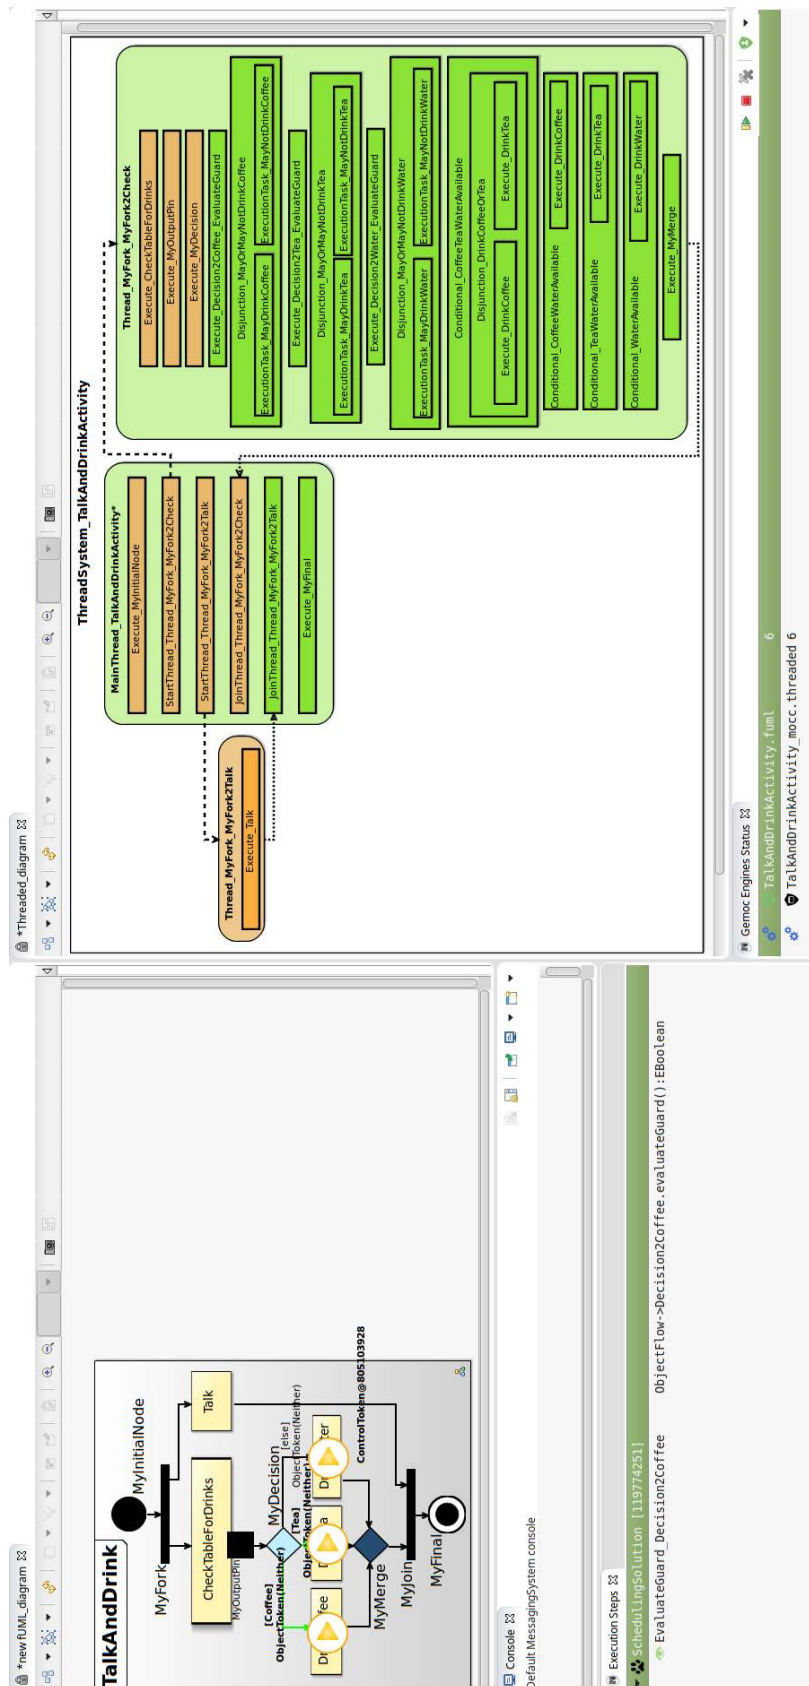 *new fUML_diagram
TalkAndDrink
MyInitialNode
MyFork
CheckTableForDrinks
Talk
MyOutputPin
MyDecision
[Coffee]
ObjectToken(Neither)
[Tea]
ObjectToken(Neither)
[else]
ObjectToken(Neither)
ControlToken@805103928
MyMerge
MyJoin
MyFinal
*Threaded_diagram
ThreadSystem_TalkAndDrinkActivity
Thread_MyFork_MyFork2Talk
Execute_Talk
MainThread_TalkAndDrinkActivity*
Execute_MyInitialNode
StartThread_Thread_MyFork_MyFork2Check
StartThread_Thread_MyFork_MyFork2Talk
JoinThread_Thread_MyFork_MyFork2Check
JoinThread_Thread_MyFork_MyFork2Talk
Execute_MyFinal
Thread_MyFork_MyFork2Check
Execute_CheckTableForDrinks
Execute_MyOutputPin
Execute_MyDecision
Execute_Decision2Coffee_EvaluateGuard
Disjunction_MayOrMayNotDrinkCoffee
ExecutionTask_MayDrinkCoffee ExecutionTask_MayNotDrinkCoffee
Execute_Decision2Tea_EvaluateGuard
Disjunction_MayOrMayNotDrinkTea
ExecutionTask_MayDrinkTea ExecutionTask_MayNotDrinkTea
Execute_Decision2Water_EvaluateGuard
Disjunction_MayOrMayNotDrinkWater
ExecutionTask_MayDrinkWater ExecutionTask_MayNotDrinkWater
Conditional_CoffeeTeaWaterAvailable
Disjunction_DrinkCoffeeOrTea
Execute_DrinkCoffee Execute_DrinkTea
Conditional_CoffeeWaterAvailable Execute_DrinkCoffee
Conditional_TeaWaterAvailable Execute_DrinkTea
Conditional_WaterAvailable Execute_DrinkWater
Execute_MyMerge
Console
Default MessagingSystem console
Execution Steps
SchedulingSolution [119774251]
EvaluateGuard_Decision2Coffee ObjectFlow->Decision2Coffee.evaluateGuard():EBoolean
Gemoc Engines Status
TalkAndDrinkActivity.fuml 6
TalkAndDrinkActivity_mocc.threaded 6